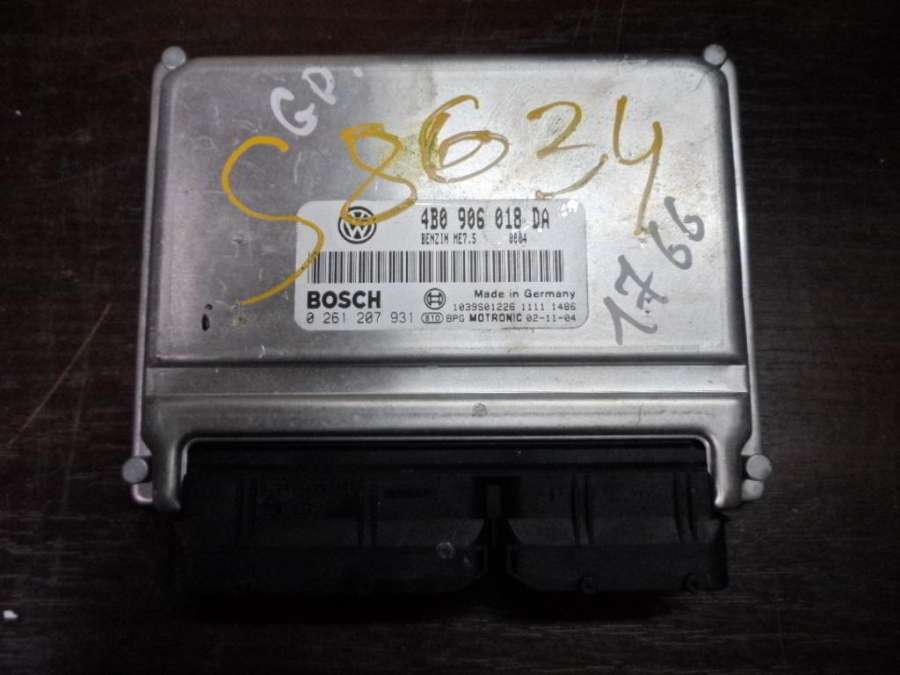 GP.
S8624
1766
4B0 906 018 DA
BENZIN ME7.5 0004
BOSCH Made in Germany
1039S01226 1111 1486
0 261 207 931 E1D BPG MOTRONIC 02-11-04